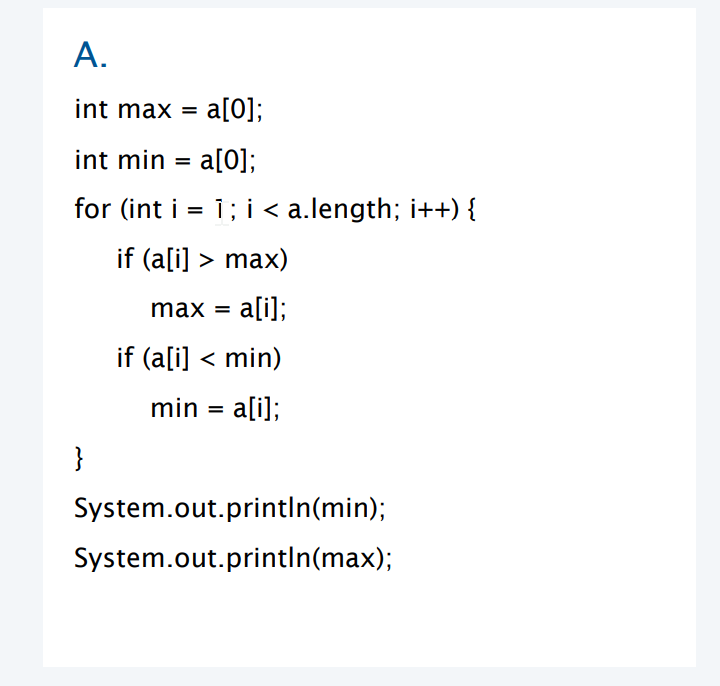 A.
int max = a[0];
int min = a[0];
for (int i = 1; i < a.length; i++) {
if (a[i] > max)
max = a[i];
if (a[i] < min)
min = a[i];
}
System.out.println(min);
System.out.println(max);